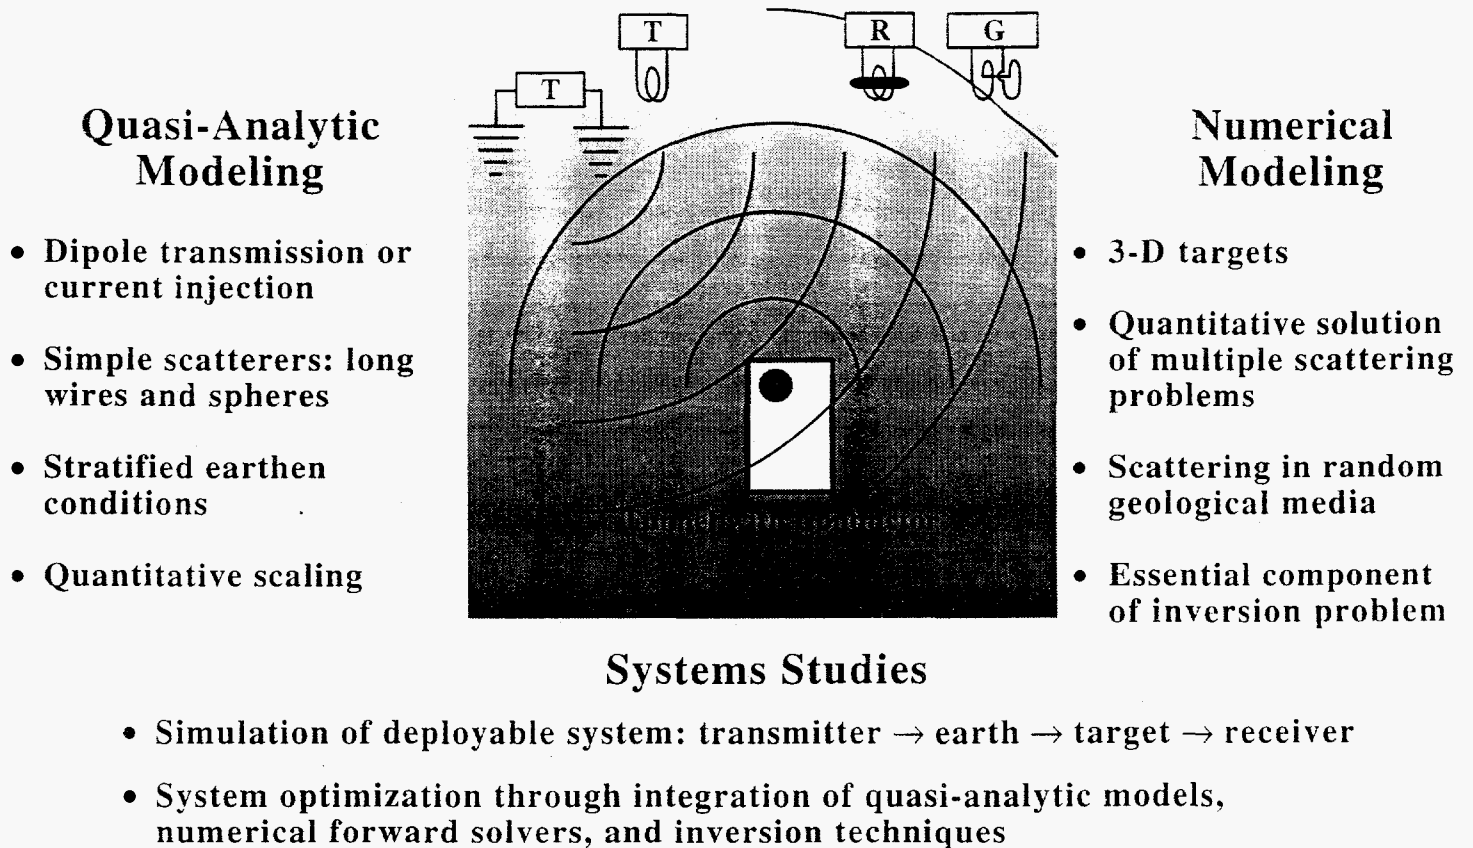 T
R
G
T
Quasi-Analytic
Modeling
• Dipole transmission or
current injection
• Simple scatterers: long
wires and spheres
• Stratified earthen
conditions
• Quantitative scaling
Numerical
Modeling
• 3-D targets
• Quantitative solution
of multiple scattering
problems
• Scattering in random
geological media
• Essential component
of inversion problem
Tunnel with conductor
Systems Studies
• Simulation of deployable system: transmitter → earth → target → receiver
• System optimization through integration of quasi-analytic models,
numerical forward solvers, and inversion techniques